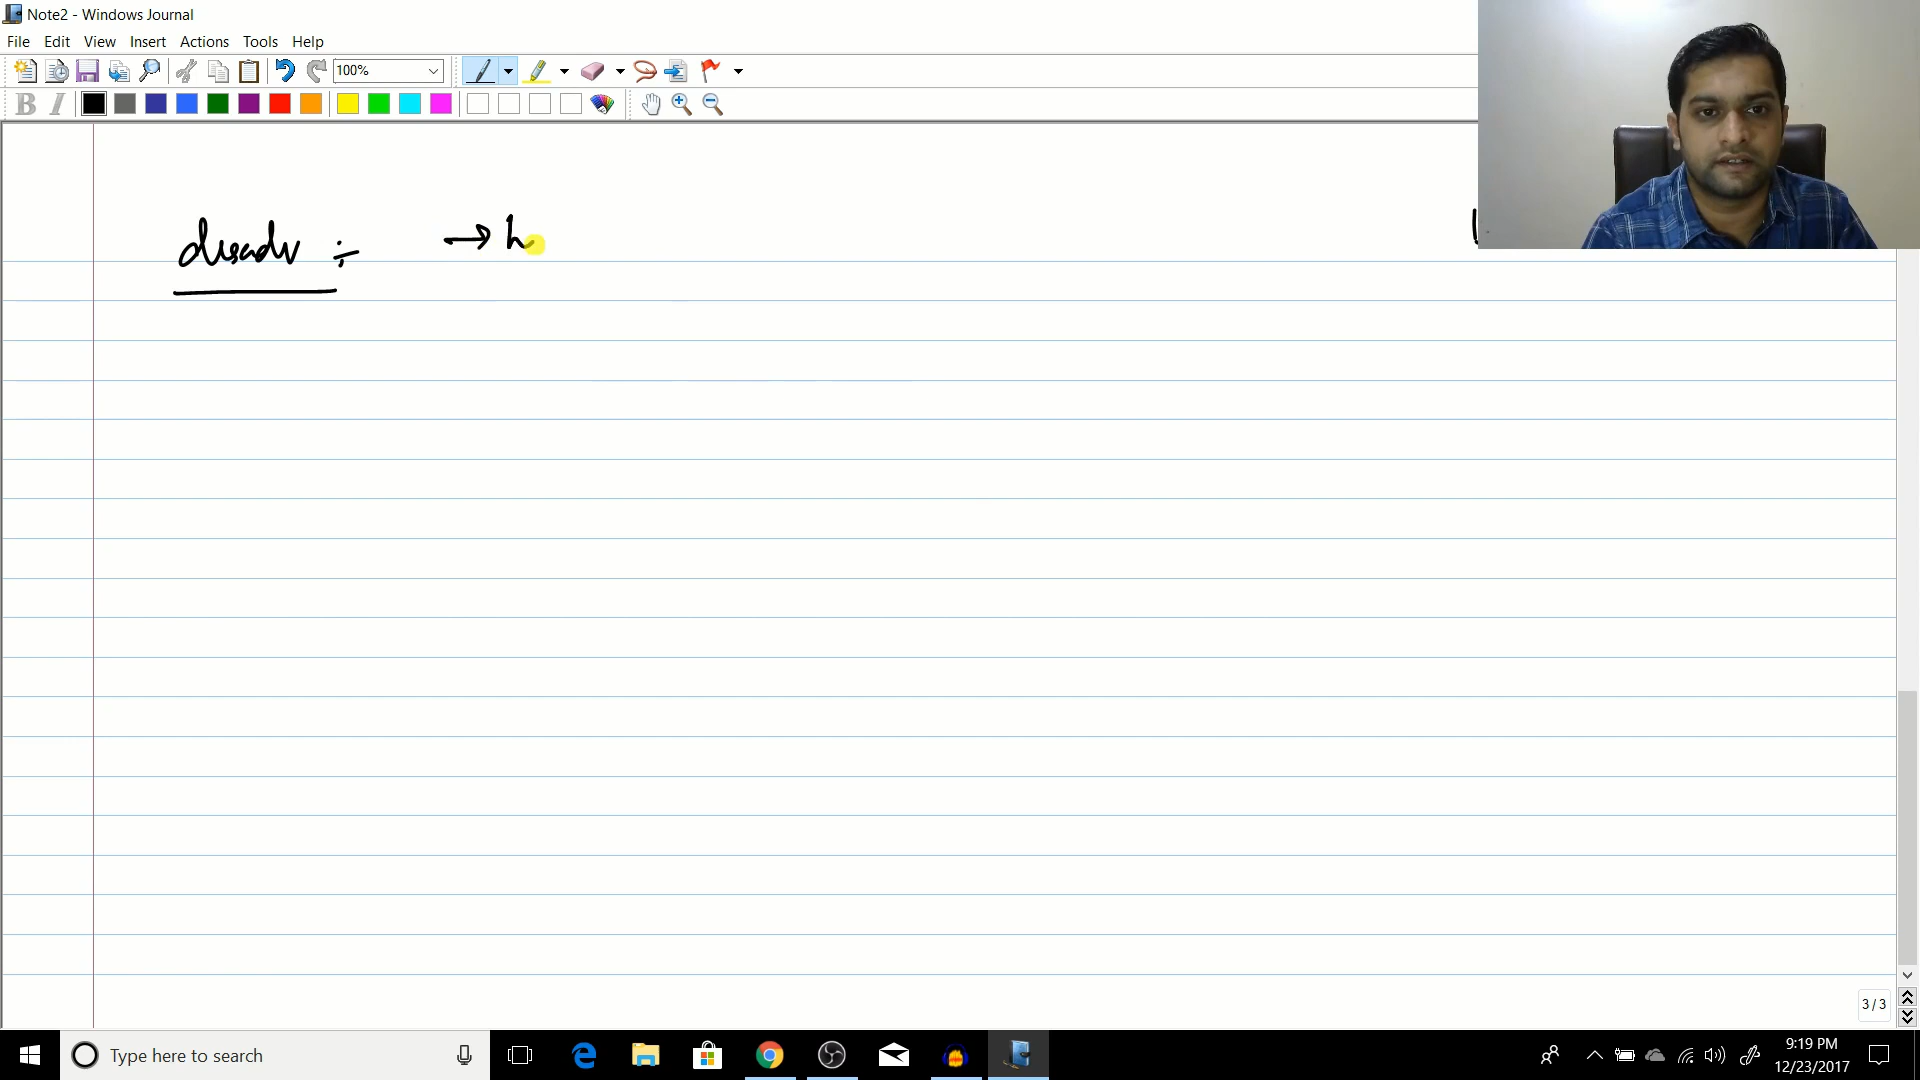 Note2 - Windows Journal
File Edit View Insert Actions Tools Help
100%
B I
disadv ÷ → h
3 / 3
Type here to search
9:19 PM
12/23/2017